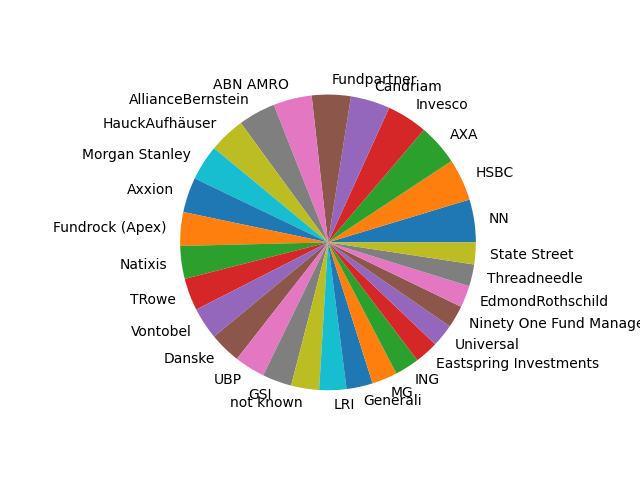 Fundpartner
Candriam
ABN AMRO
AllianceBernstein
Invesco
HauckAufhäuser
AXA
Morgan Stanley
HSBC
Axxion
NN
Fundrock (Apex)
State Street
Natixis
Threadneedle
TRowe
EdmondRothschild
Vontobel
Ninety One Fund Manage
Danske
Universal
UBP
Eastspring Investments
GSI
ING
not known
MG
LRI
Generali